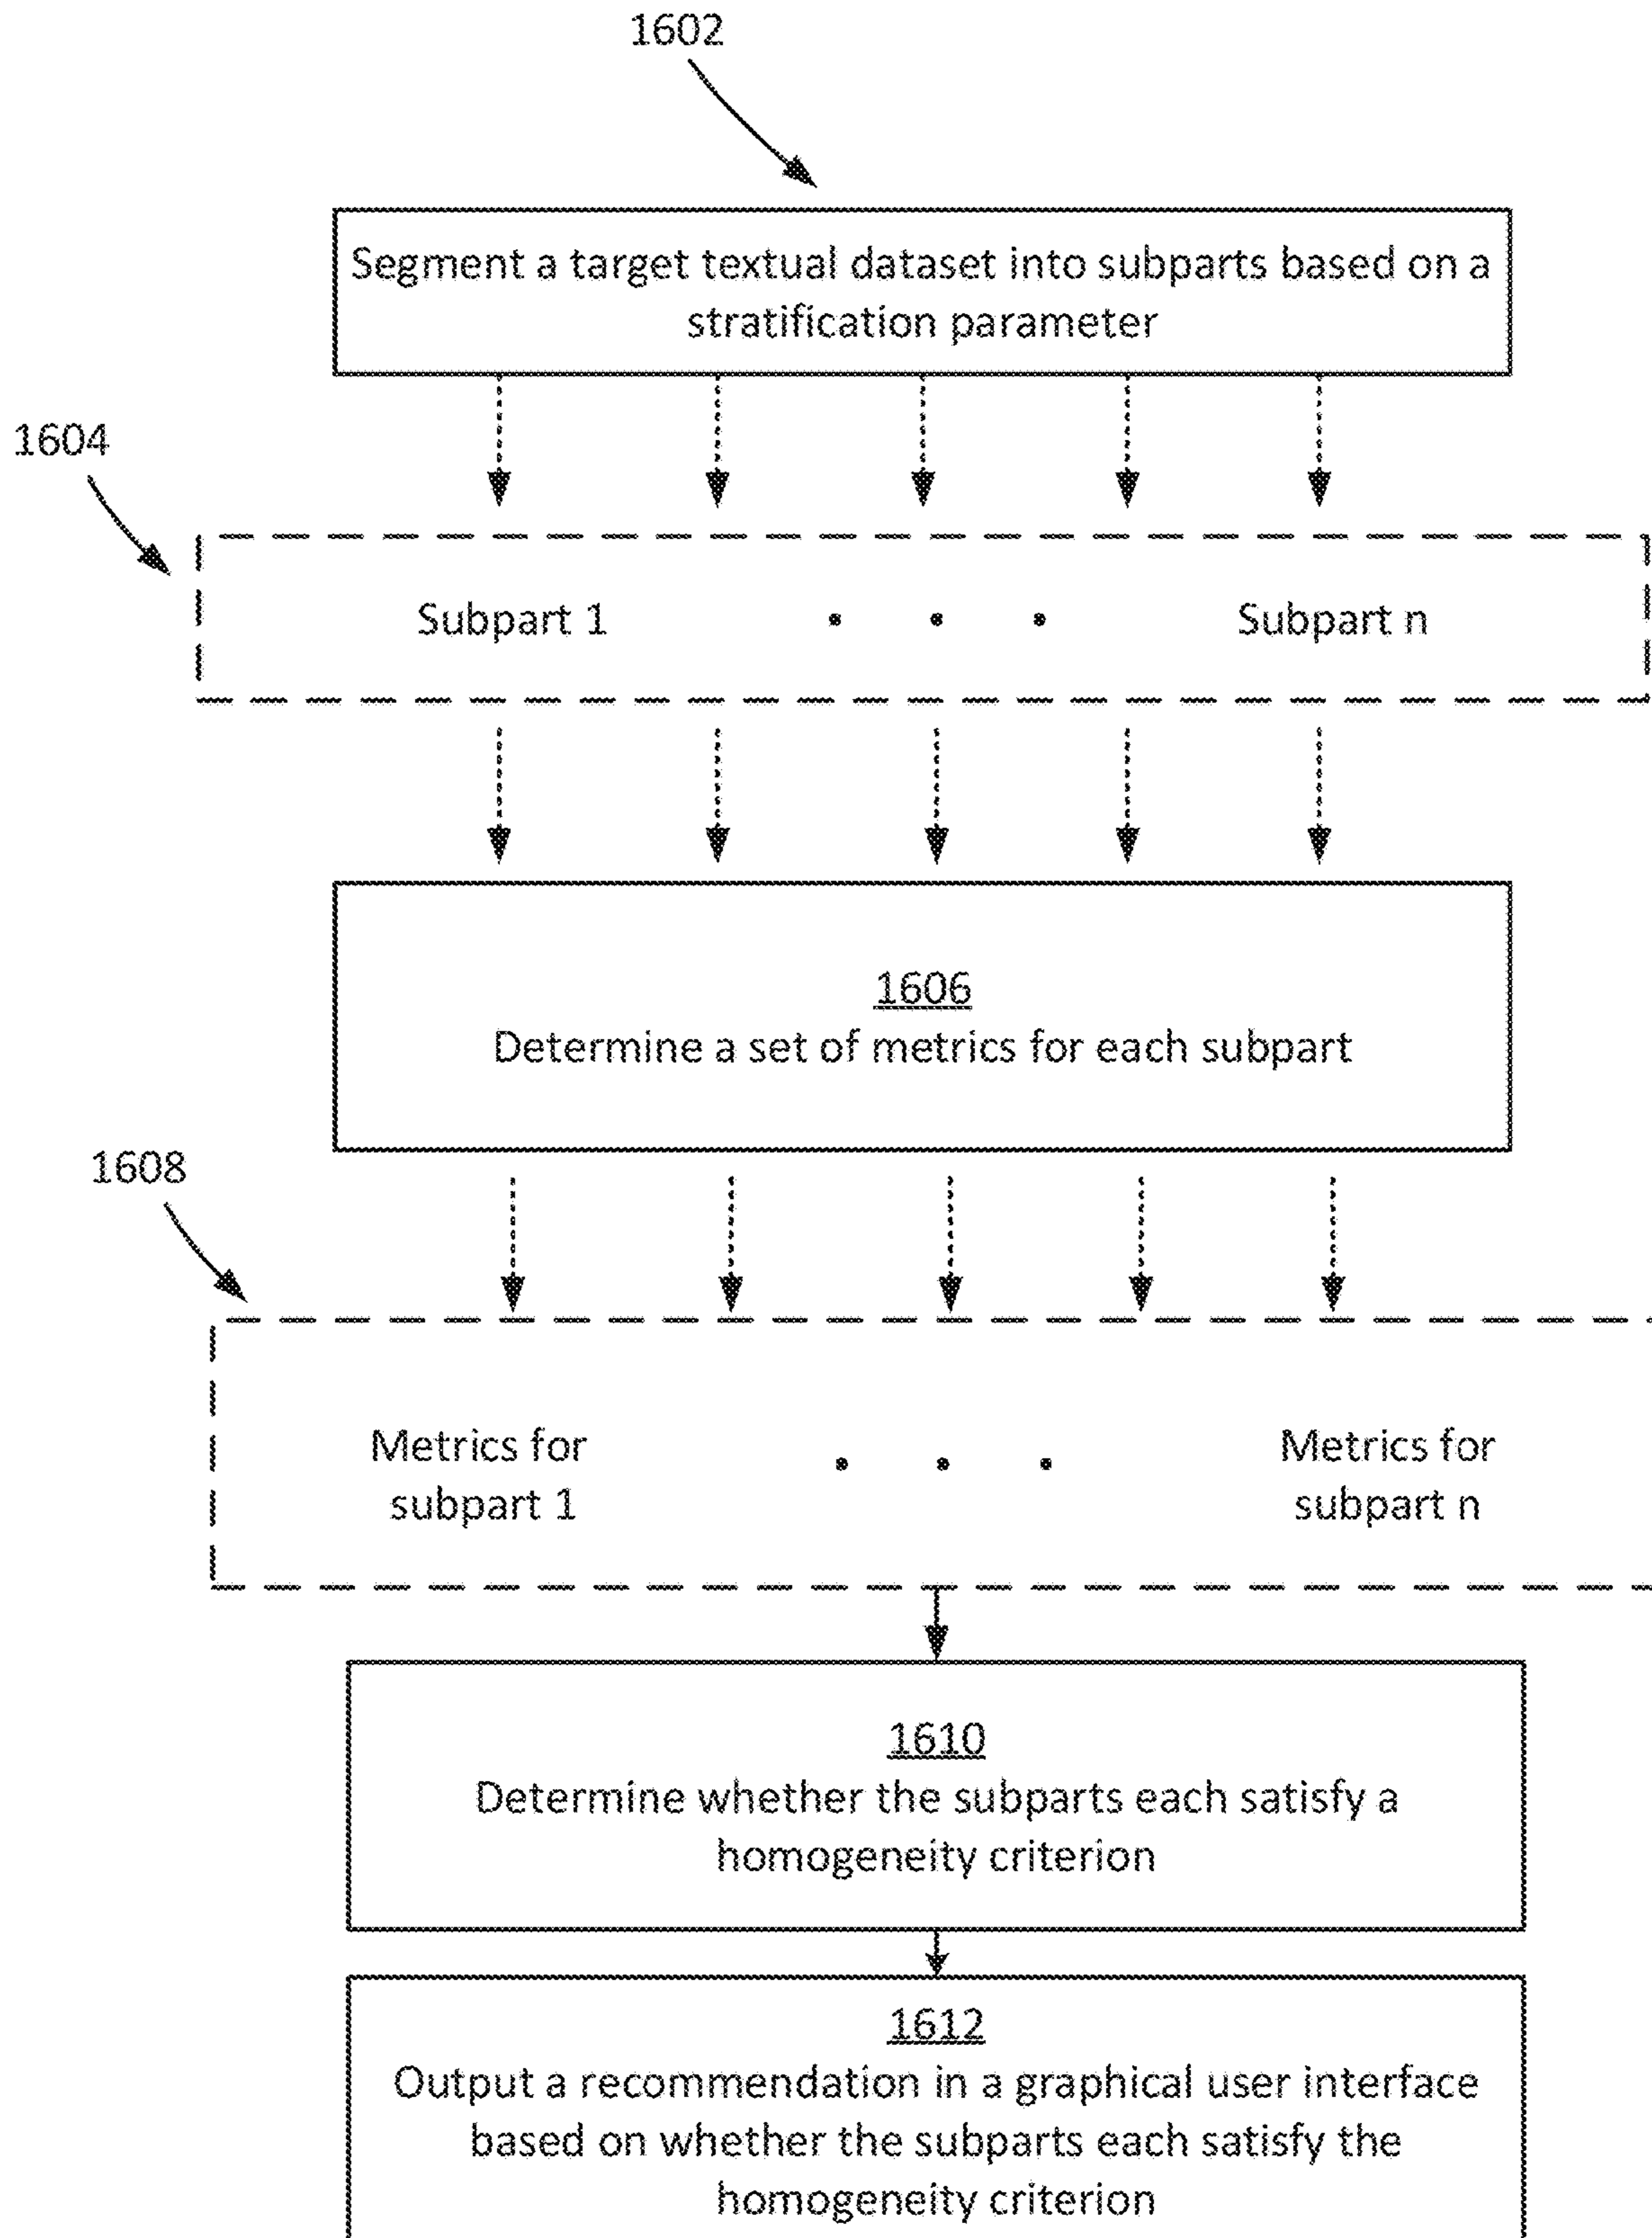 1602
Segment a target textual dataset into subparts based on a
stratification parameter
1604
Subpart 1 . . . Subpart n
1606
Determine a set of metrics for each subpart
1608
Metrics for . . . Metrics for
subpart 1 subpart n
1610
Determine whether the subparts each satisfy a
homogeneity criterion
1612
Output a recommendation in a graphical user interface
based on whether the subparts each satisfy the
homogeneity criterion